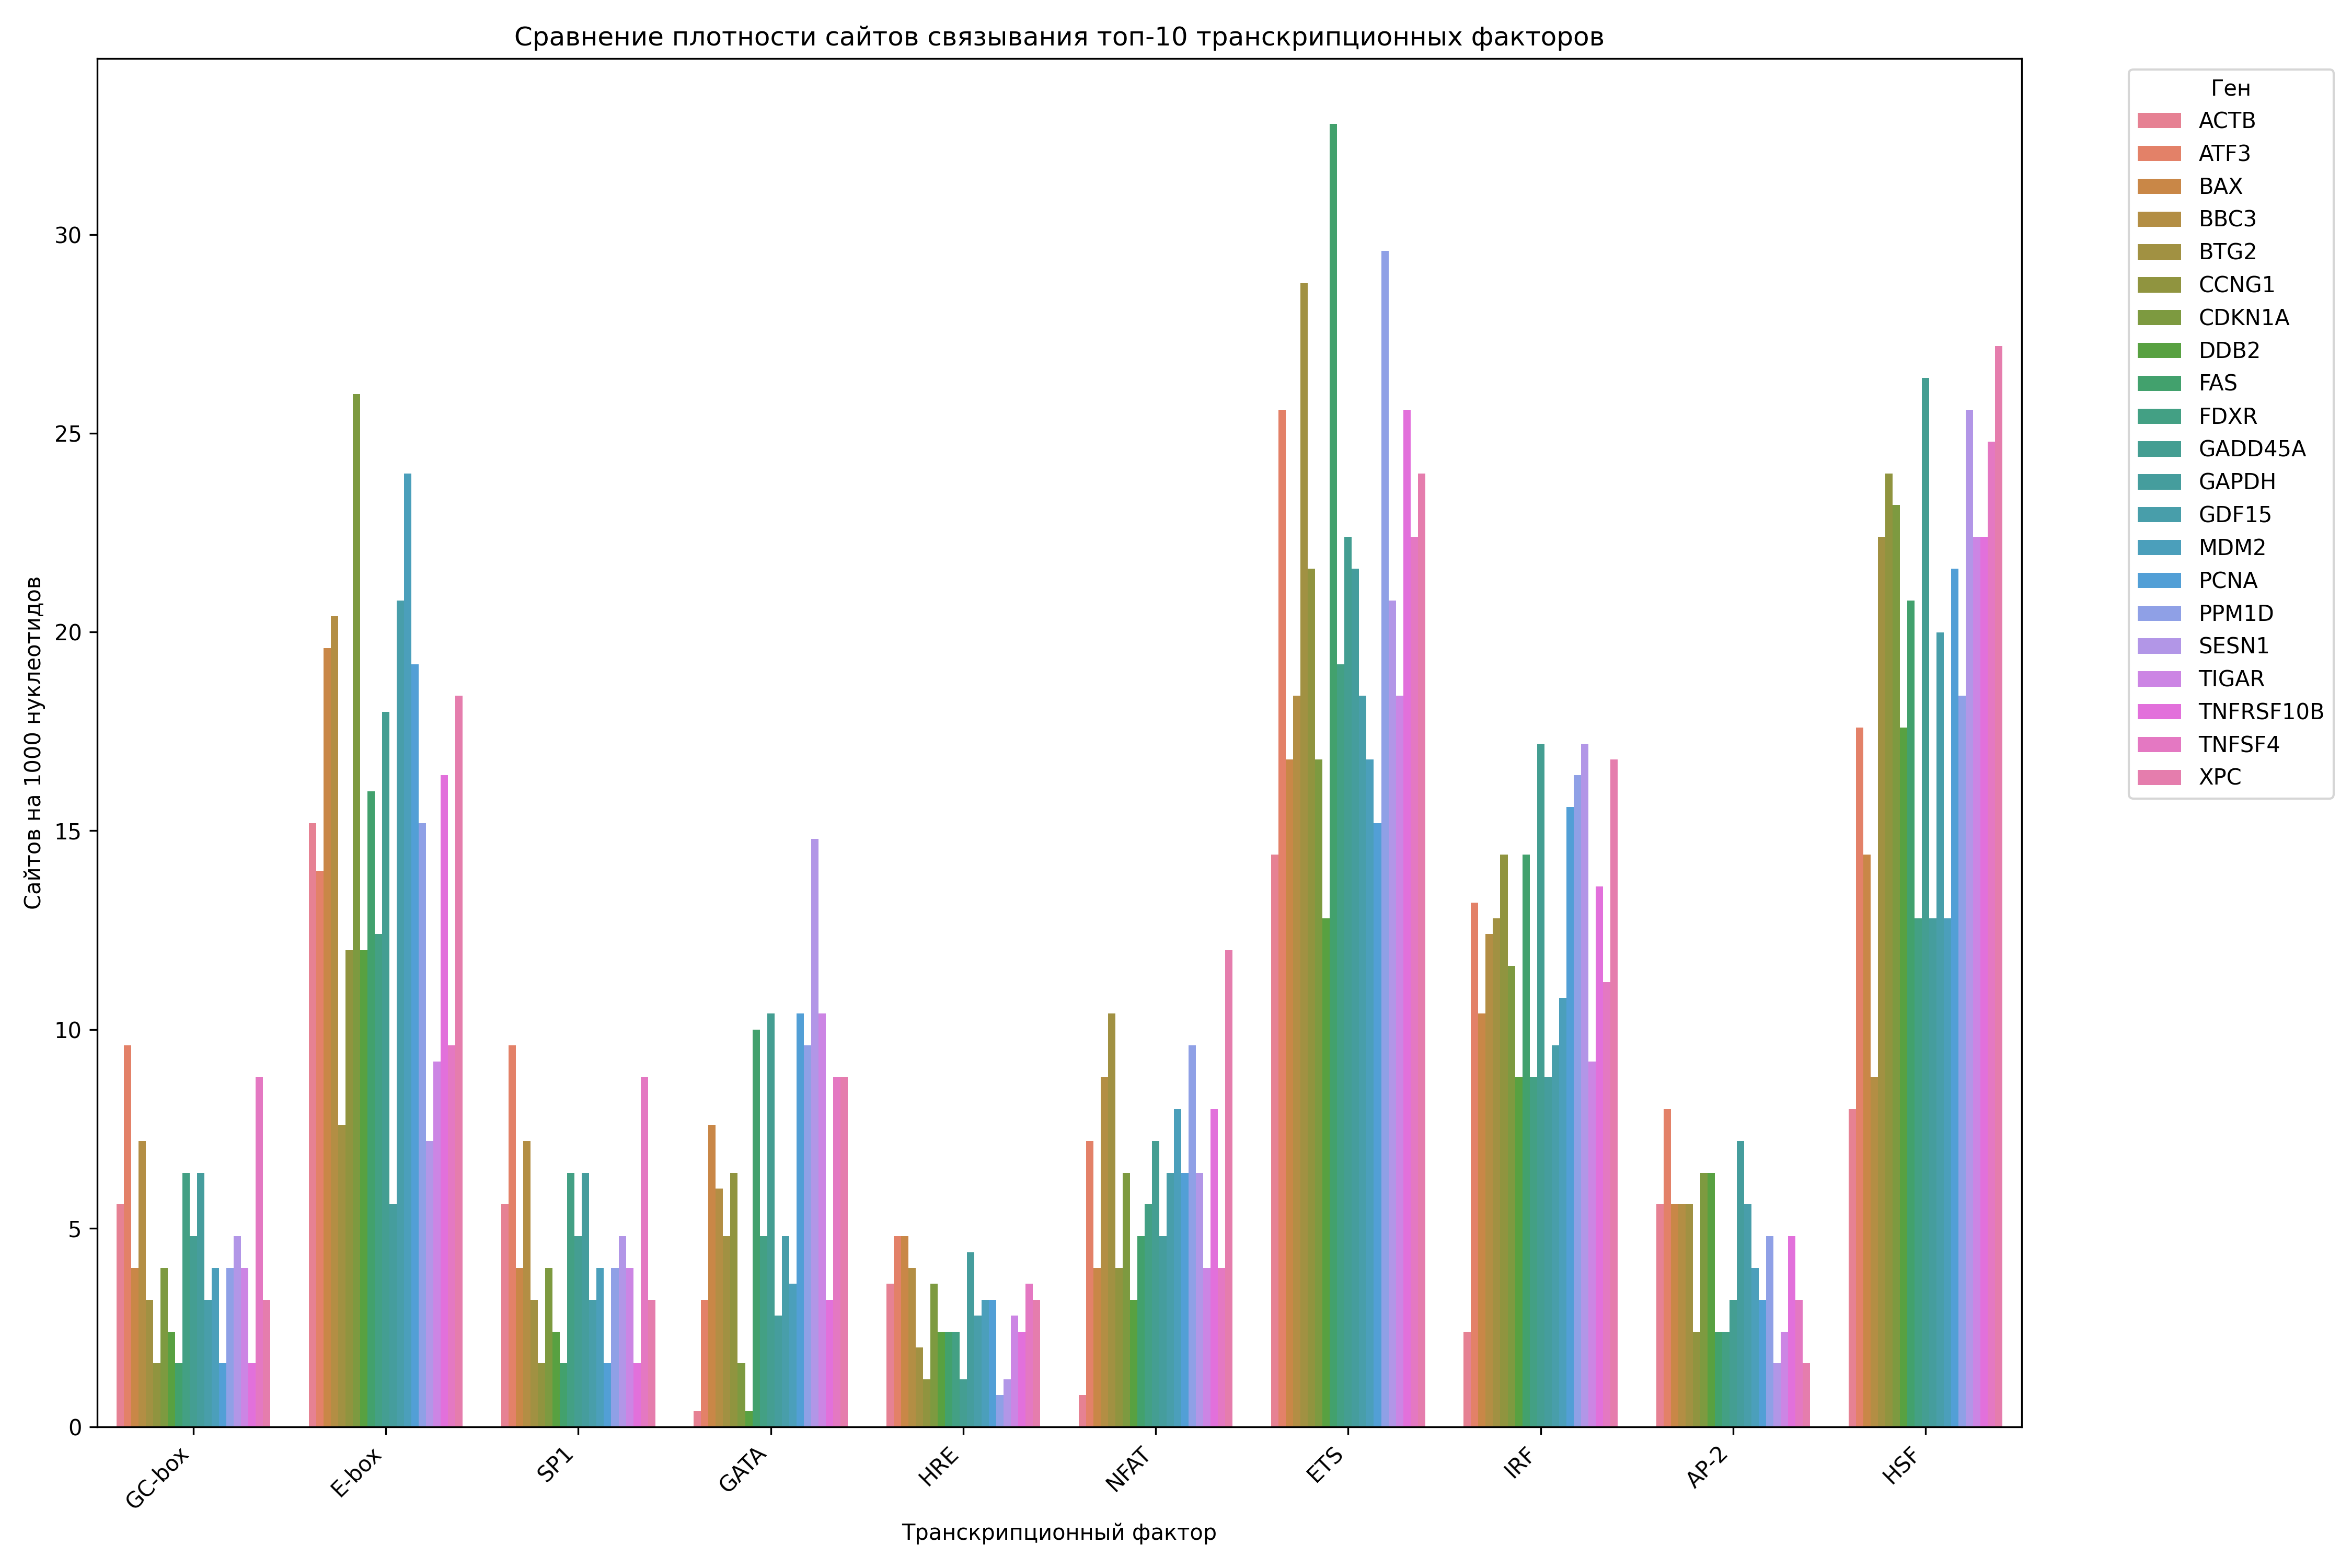 Сравнение плотности сайтов связывания топ-10 транскрипционных факторов
Сайтов на 1000 нуклеотидов
30
25
20
15
10
5
0
GC-box
E-box
SP1
GATA
HRE
NFAT
ETS
IRF
AP-2
HSF
Транскрипционный фактор
Ген
ACTB
ATF3
BAX
BBC3
BTG2
CCNG1
CDKN1A
DDB2
FAS
FDXR
GADD45A
GAPDH
GDF15
MDM2
PCNA
PPM1D
SESN1
TIGAR
TNFRSF10B
TNFSF4
XPC